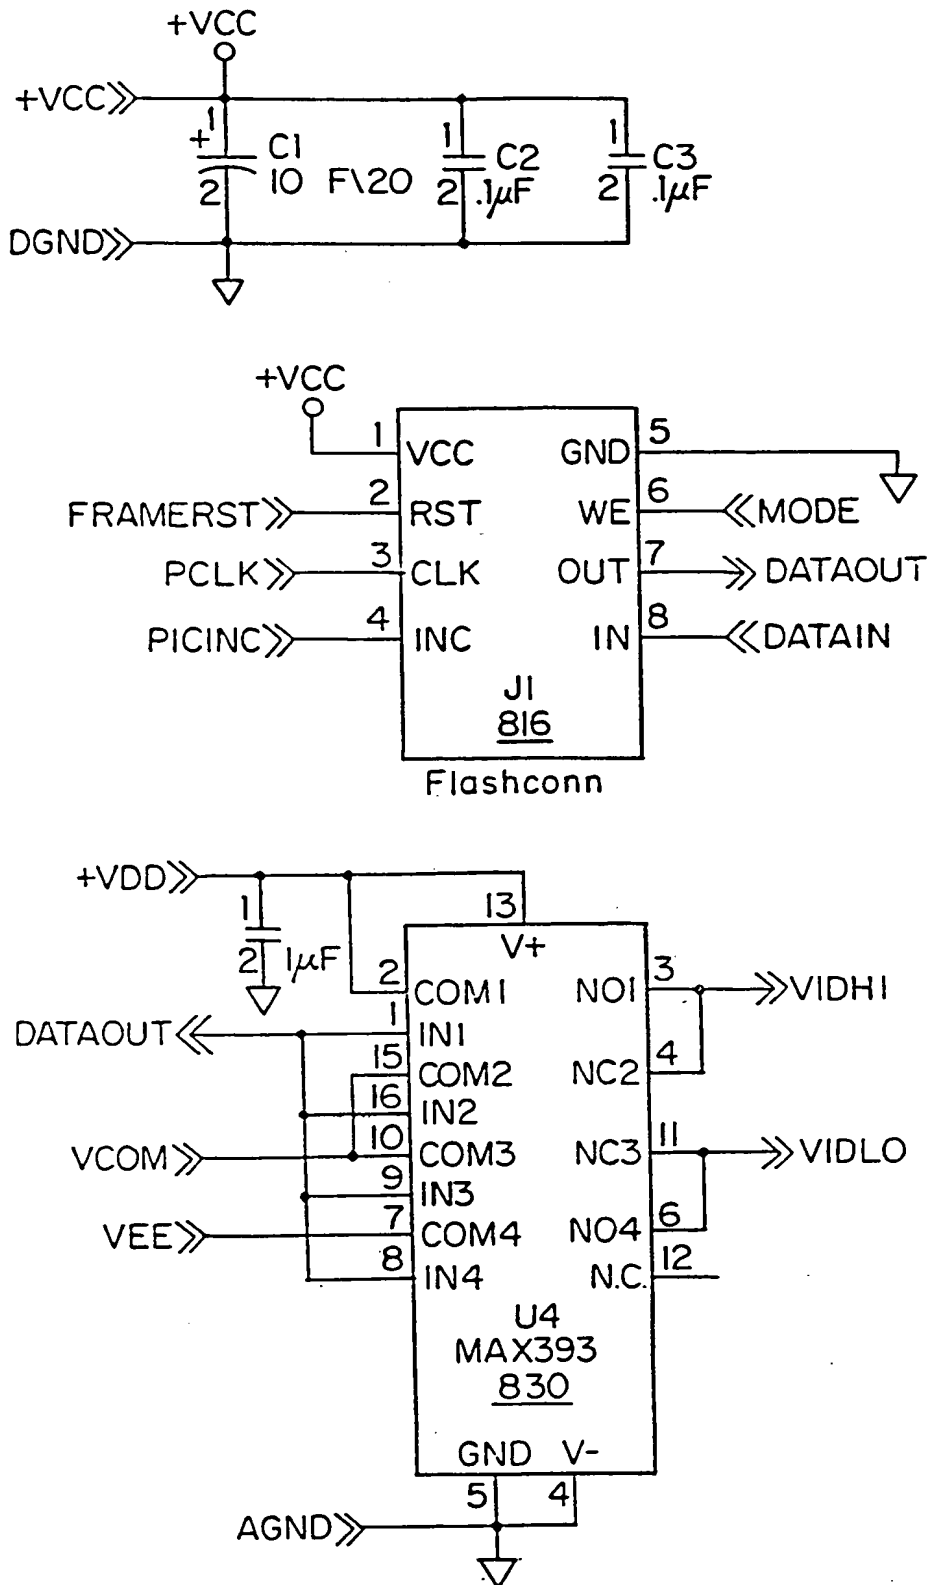 +VCC
+VCC
1
+
C1
10 F\20
2
1
C2
2
.1µF
1
C3
2
.1µF
DGND
+VCC
1
VCC
GND
5
FRAMERST
2
RST
WE
6
MODE
PCLK
3
CLK
OUT
7
DATAOUT
PICINC
4
INC
IN
8
DATAIN
J1
816
Flashconn
+VDD
1
2
1µF
13
V+
2
COM1
NO1
3
VIDHI
DATAOUT
1
IN1
15
COM2
NC2
4
16
IN2
VCOM
10
COM3
NC3
11
VIDLO
9
IN3
VEE
7
COM4
NO4
6
8
IN4
N.C.
12
U4
MAX393
830
GND V-
5
4
AGND